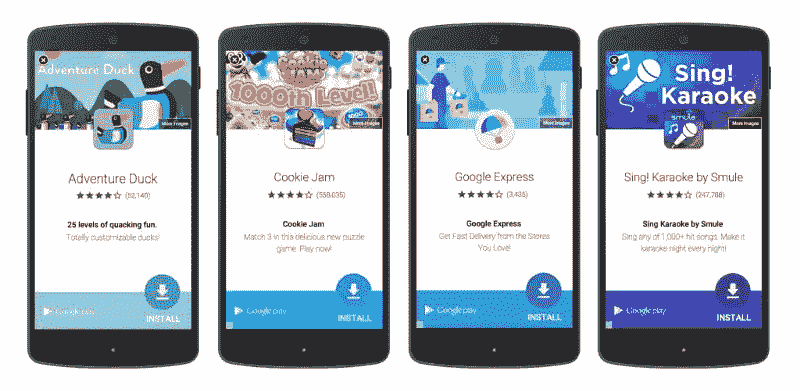 Adventure Duck
More Images
Adventure Duck
(52,140)
25 levels of quacking fun.
Totally customizable ducks!
Google play
INSTALL
1000th Level!
More Images
Cookie Jam
(559,035)
Cookie Jam
Match 3 in this delicious new puzzle
game. Play now!
Google play
INSTALL
More Images
Google Express
(3,435)
Google Express
Get Fast Delivery from the Stores
You Love!
Google play
INSTALL
Sing!
Karaoke
smule
More Images
Sing! Karaoke by Smule
(247,788)
Sing! Karaoke by Smule
Sing any of 1,000+ hit songs. Make it
karaoke night every night!
Google play
INSTALL